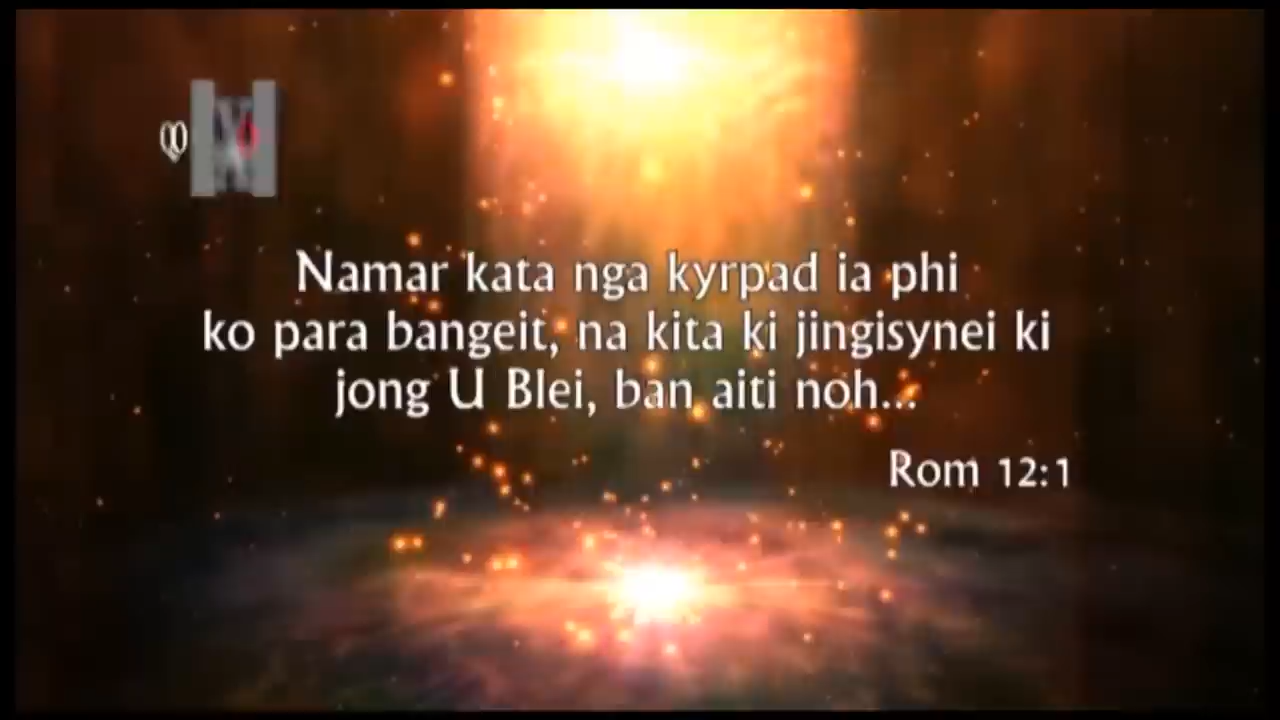 Namar kata nga kyrpad ia phi
ko para bangeit, na kita ki jingisynei ki
jong U Blei, ban aiti noh...
Rom 12:1